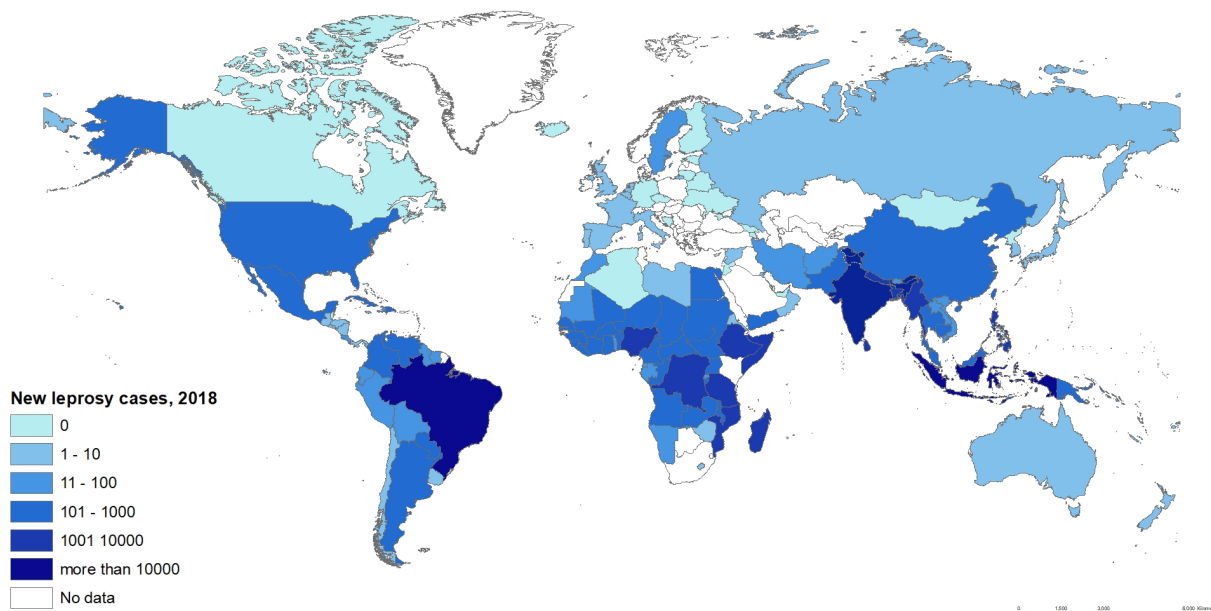 New leprosy cases, 2018
0
1 - 10
11 - 100
101 - 1000
1001 10000
more than 10000
No data
0 1,500 3,000 6,000 Kilome